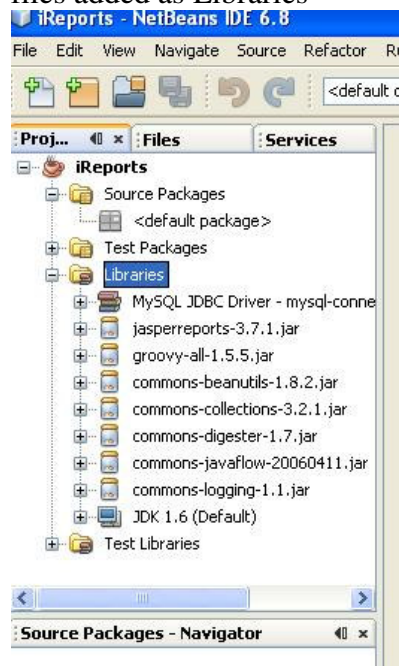 files added as Libraries
iReports - NetBeans IDE 6.8
File Edit View Navigate Source Refactor
<default
Proj... Files Services
iReports
Source Packages
<default package>
Test Packages
Libraries
MySQL JDBC Driver - mysql-conne
jasperreports-3.7.1.jar
groovy-all-1.5.5.jar
commons-beanutils-1.8.2.jar
commons-collections-3.2.1.jar
commons-digester-1.7.jar
commons-javaflow-20060411.jar
commons-logging-1.1.jar
JDK 1.6 (Default)
Test Libraries
Source Packages - Navigator